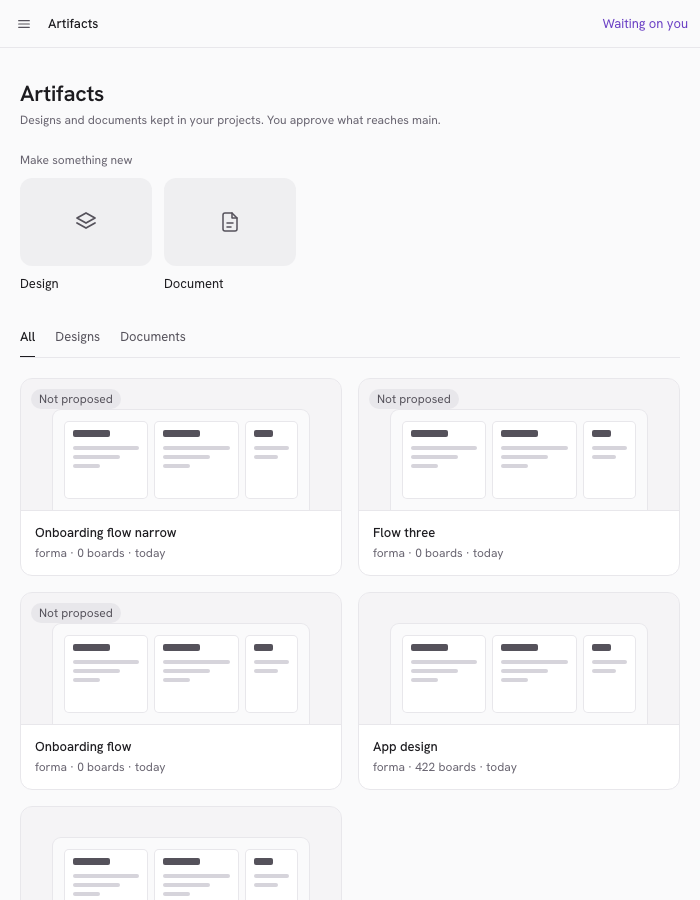 Artifacts
Waiting on you
Artifacts
Designs and documents kept in your projects. You approve what reaches main.
Make something new
Design
Document
All
Designs
Documents
Not proposed
Not proposed
Onboarding flow narrow
forma · 0 boards · today
Flow three
forma · 0 boards · today
Not proposed
Onboarding flow
forma · 0 boards · today
App design
forma · 422 boards · today